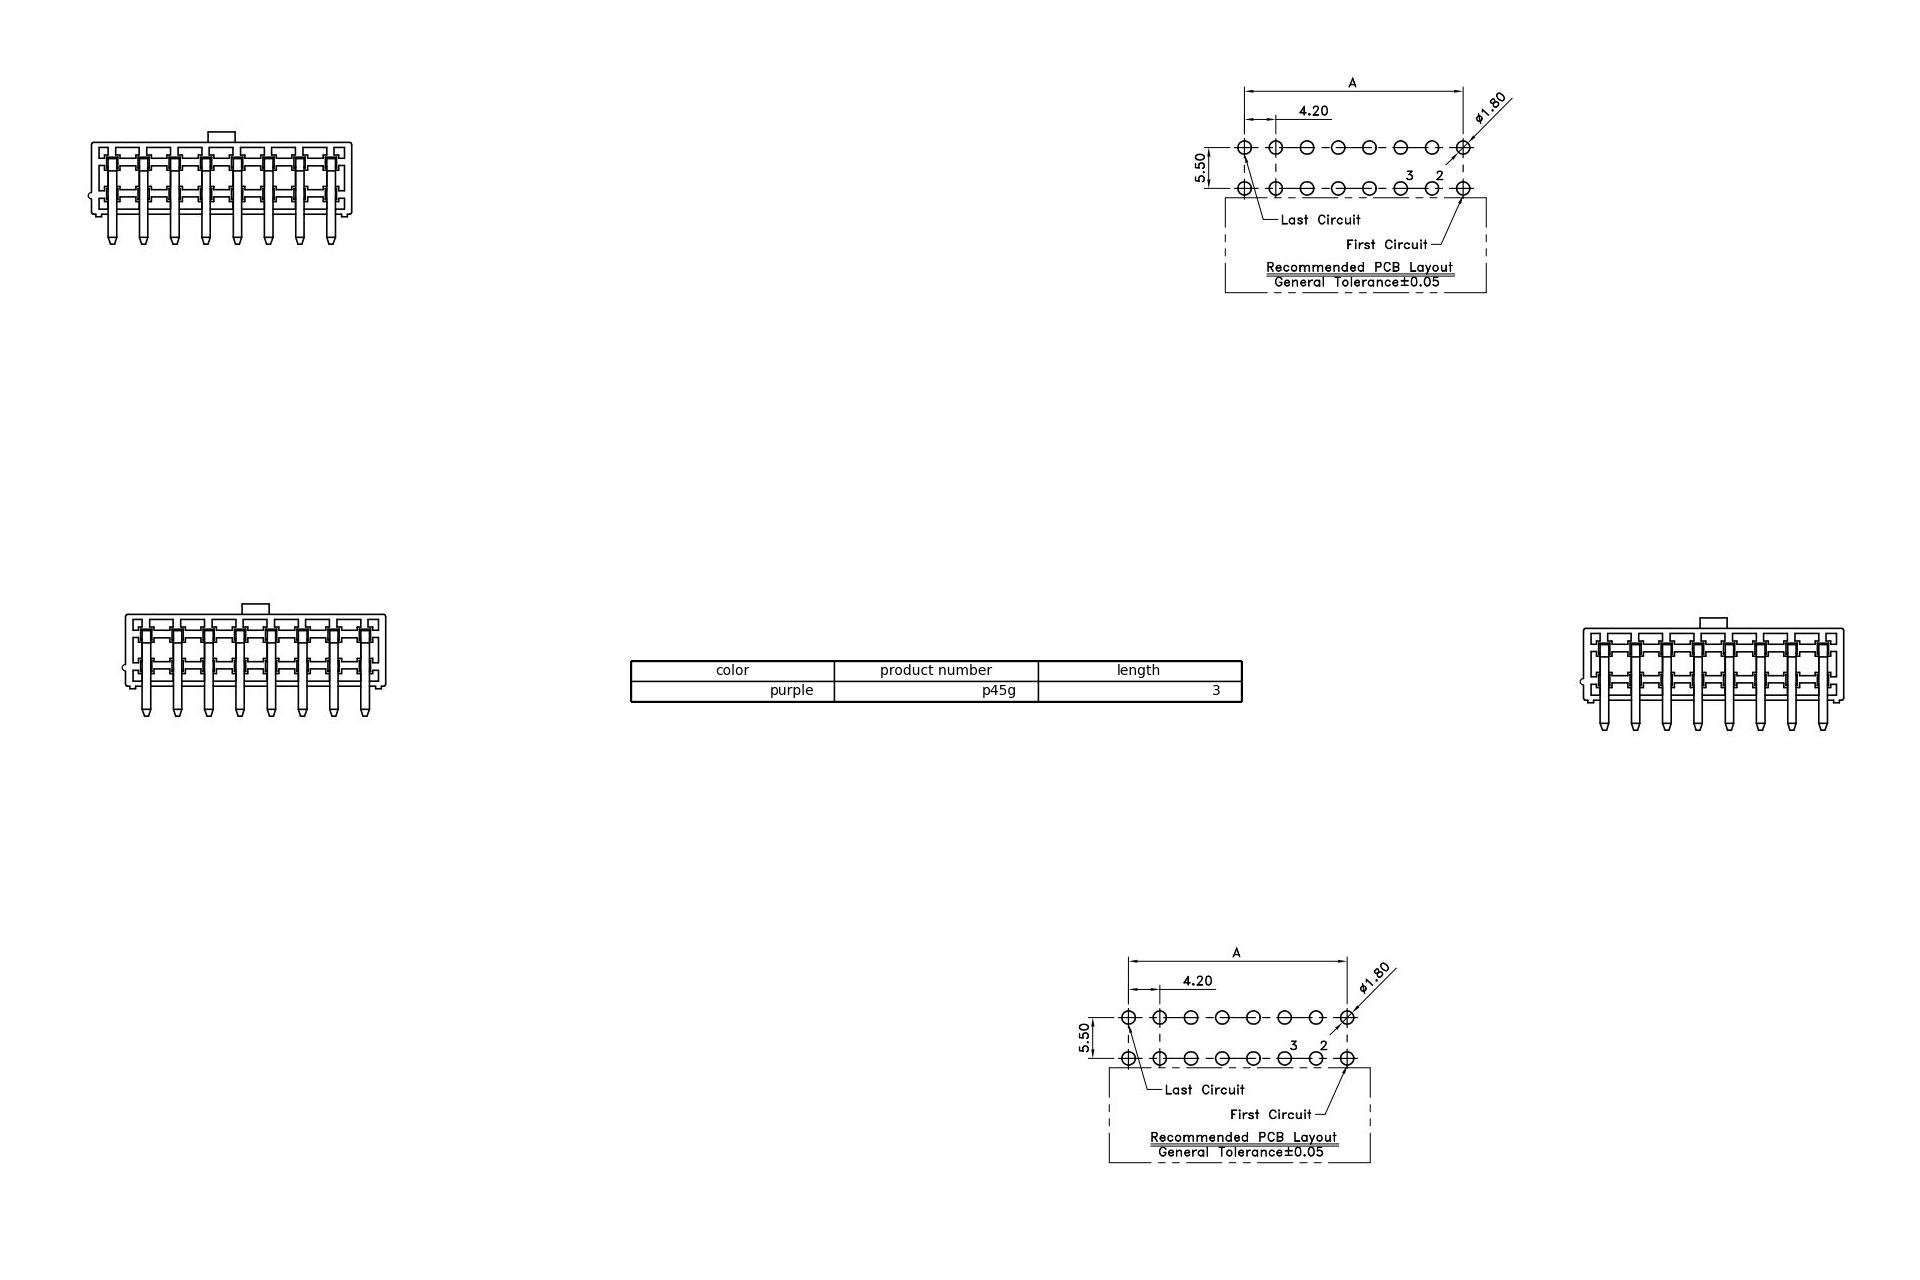 A
4.20
ø1.80
5.50
3 2
Last Circuit
First Circuit
Recommended PCB Layout
General Tolerance±0.05
color product number length
purple p45g 3
A
4.20
ø1.80
5.50
3 2
Last Circuit
First Circuit
Recommended PCB Layout
General Tolerance±0.05